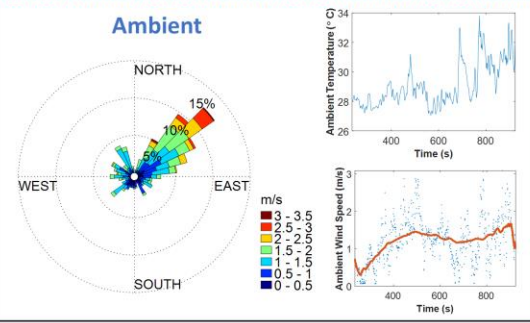 Ambient
NORTH
15%
10%
5%
WEST
EAST
SOUTH
m/s
3 - 3.5
2.5 - 3
2 - 2.5
1.5 - 2
1 - 1.5
0.5 - 1
0 - 0.5
Ambient Temperature (° C)
34
32
30
28
26
400 600 800
Time (s)
Ambient Wind Speed (m/s)
3
2
1
0
400 600 800
Time (s)